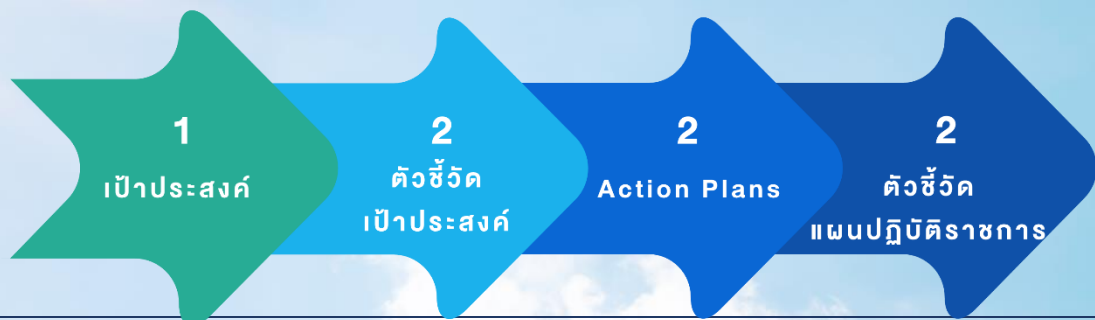 1
เป้าประสงค์
2
ตัวชี้วัด
เป้าประสงค์
2
Action Plans
2
ตัวชี้วัด
แผนปฏิบัติราชการ